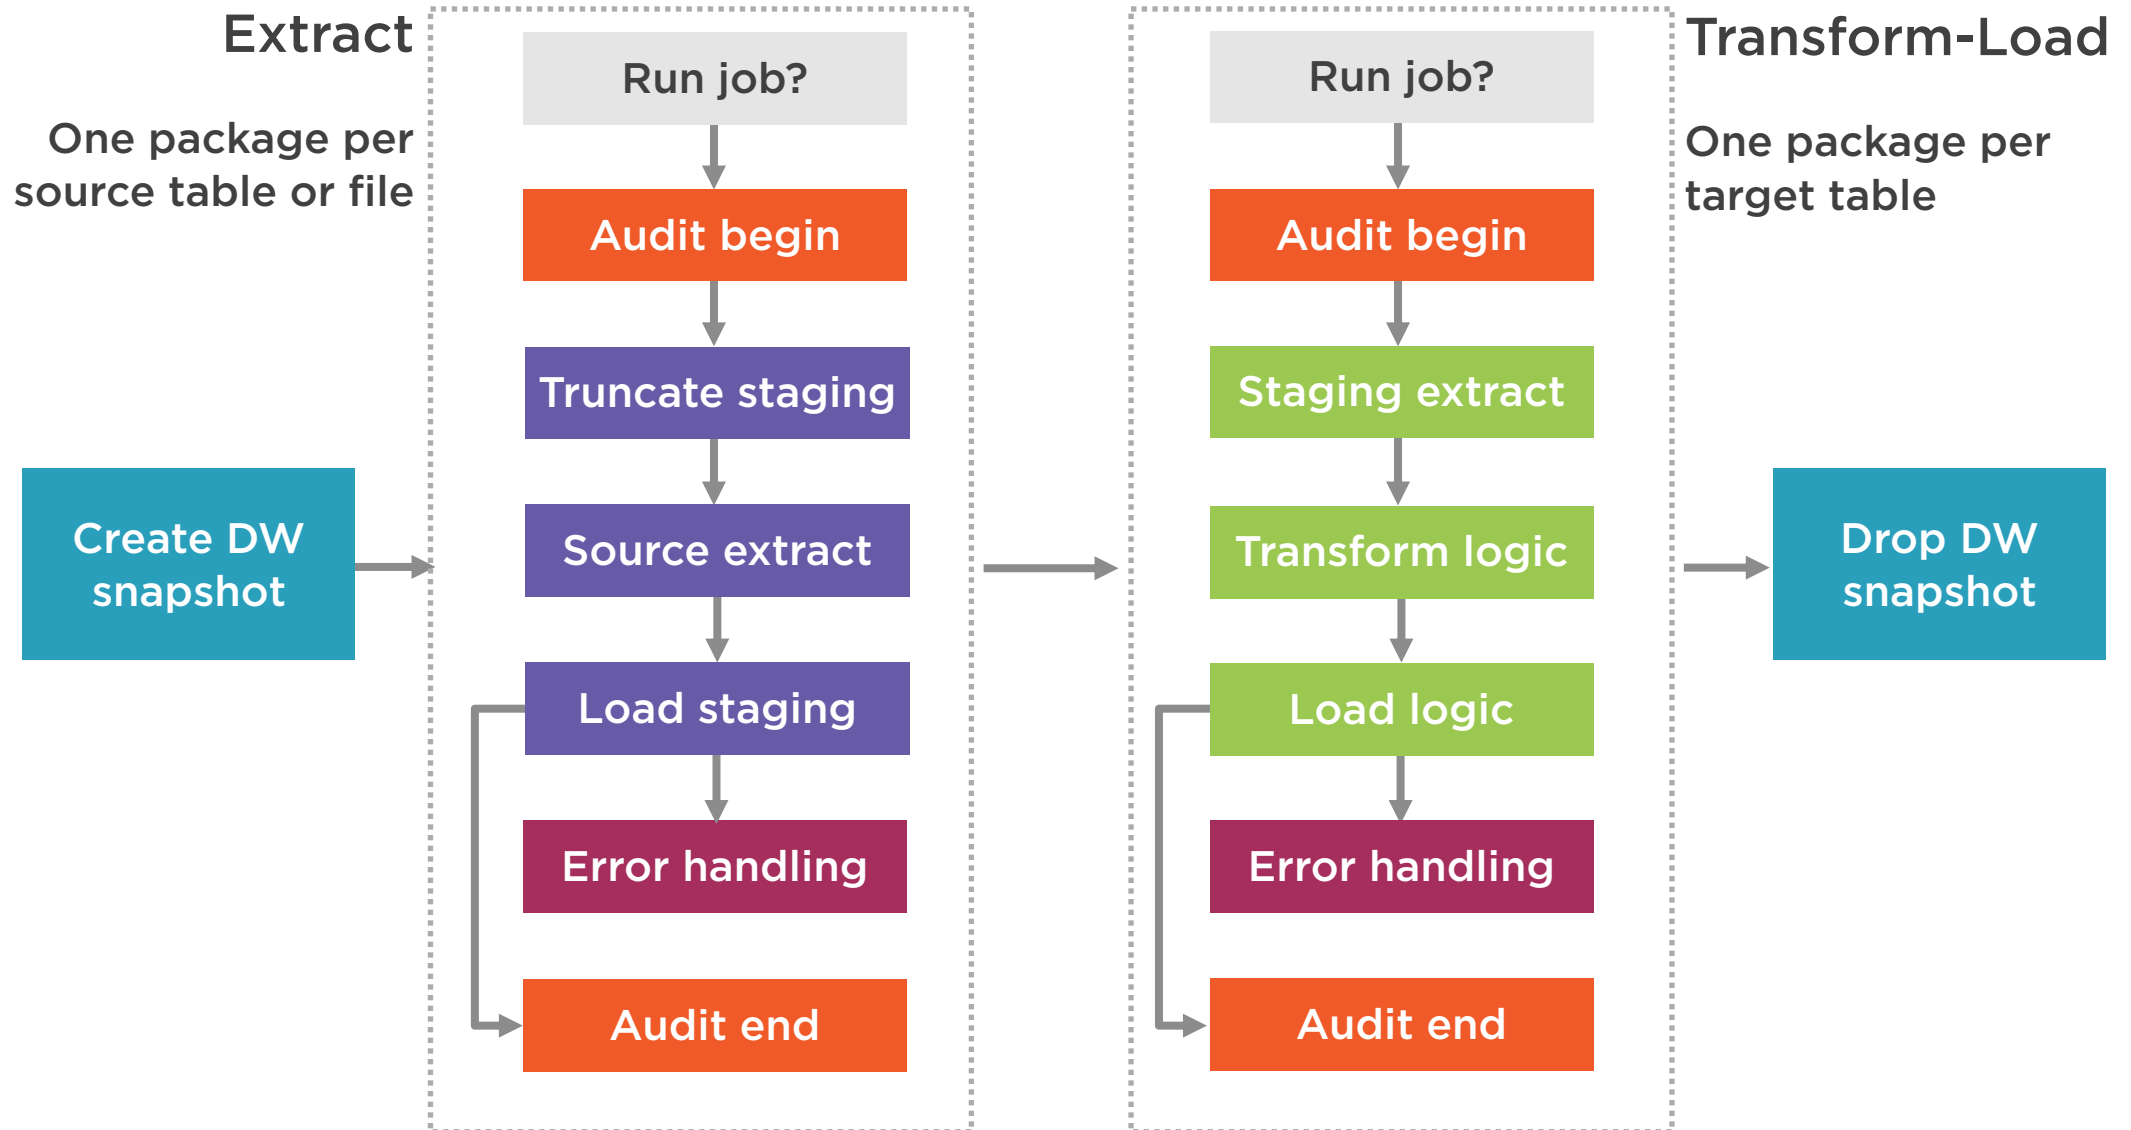 Extract
One package per
source table or file
Create DW
snapshot
Run job?
Audit begin
Truncate staging
Source extract
Load staging
Error handling
Audit end
Run job?
Audit begin
Staging extract
Transform logic
Load logic
Error handling
Audit end
Transform-Load
One package per
target table
Drop DW
snapshot